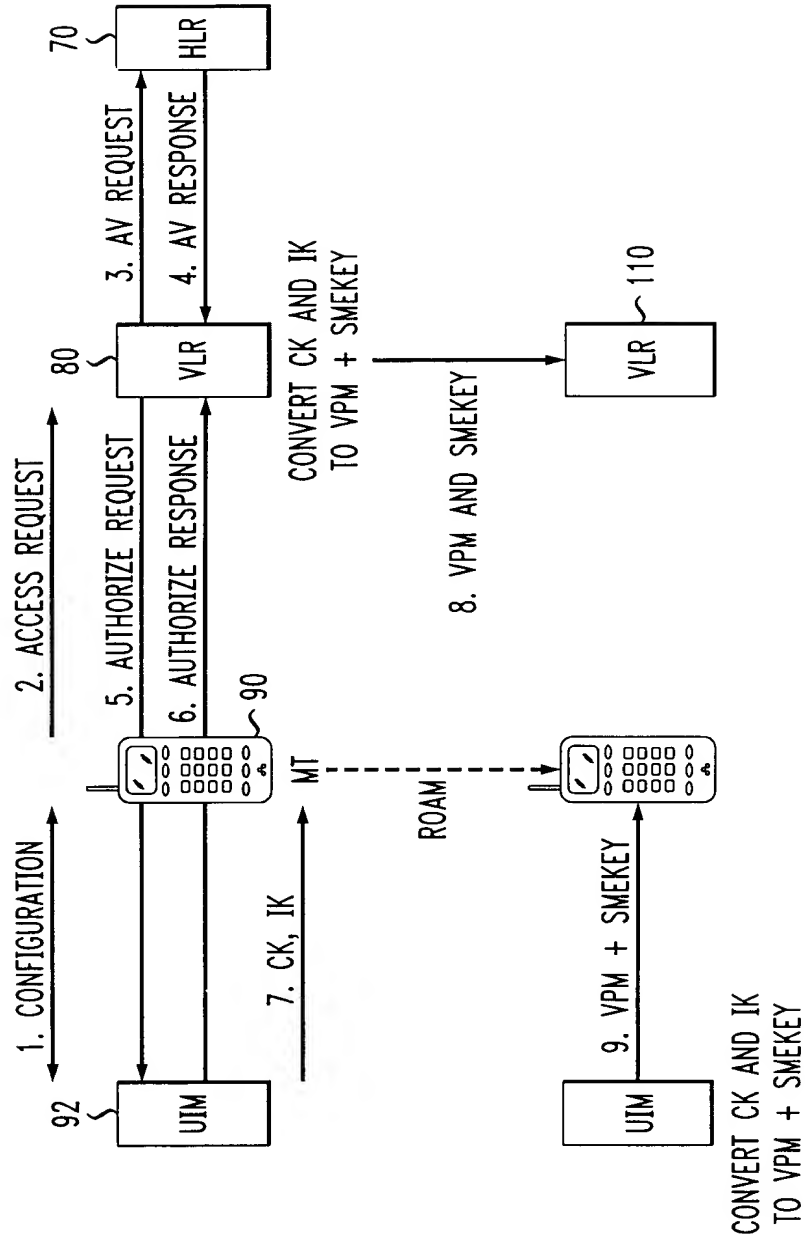 1. CONFIGURATION
2. ACCESS REQUEST
92
UIM
5. AUTHORIZE REQUEST
6. AUTHORIZE RESPONSE
90
MT
80
VLR
3. AV REQUEST
4. AV RESPONSE
70
HLR
7. CK, IK
CONVERT CK AND IK
TO VPM + SMEKEY
ROAM
8. VPM AND SMEKEY
110
VLR
UIM
9. VPM + SMEKEY
CONVERT CK AND IK
TO VPM + SMEKEY